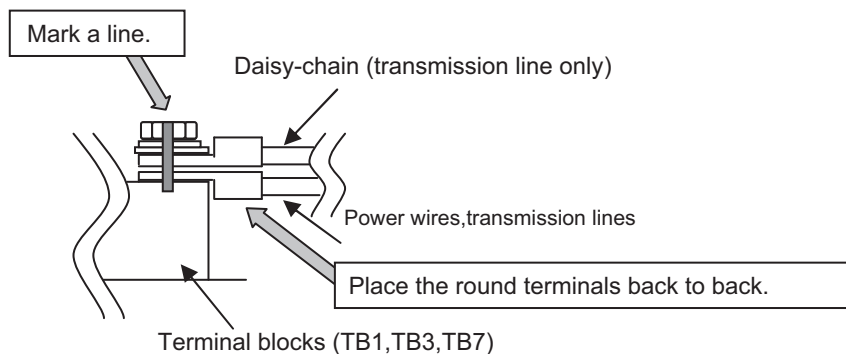 Mark a line.
Daisy-chain (transmission line only)
Power wires,transmission lines
Place the round terminals back to back.
Terminal blocks (TB1,TB3,TB7)